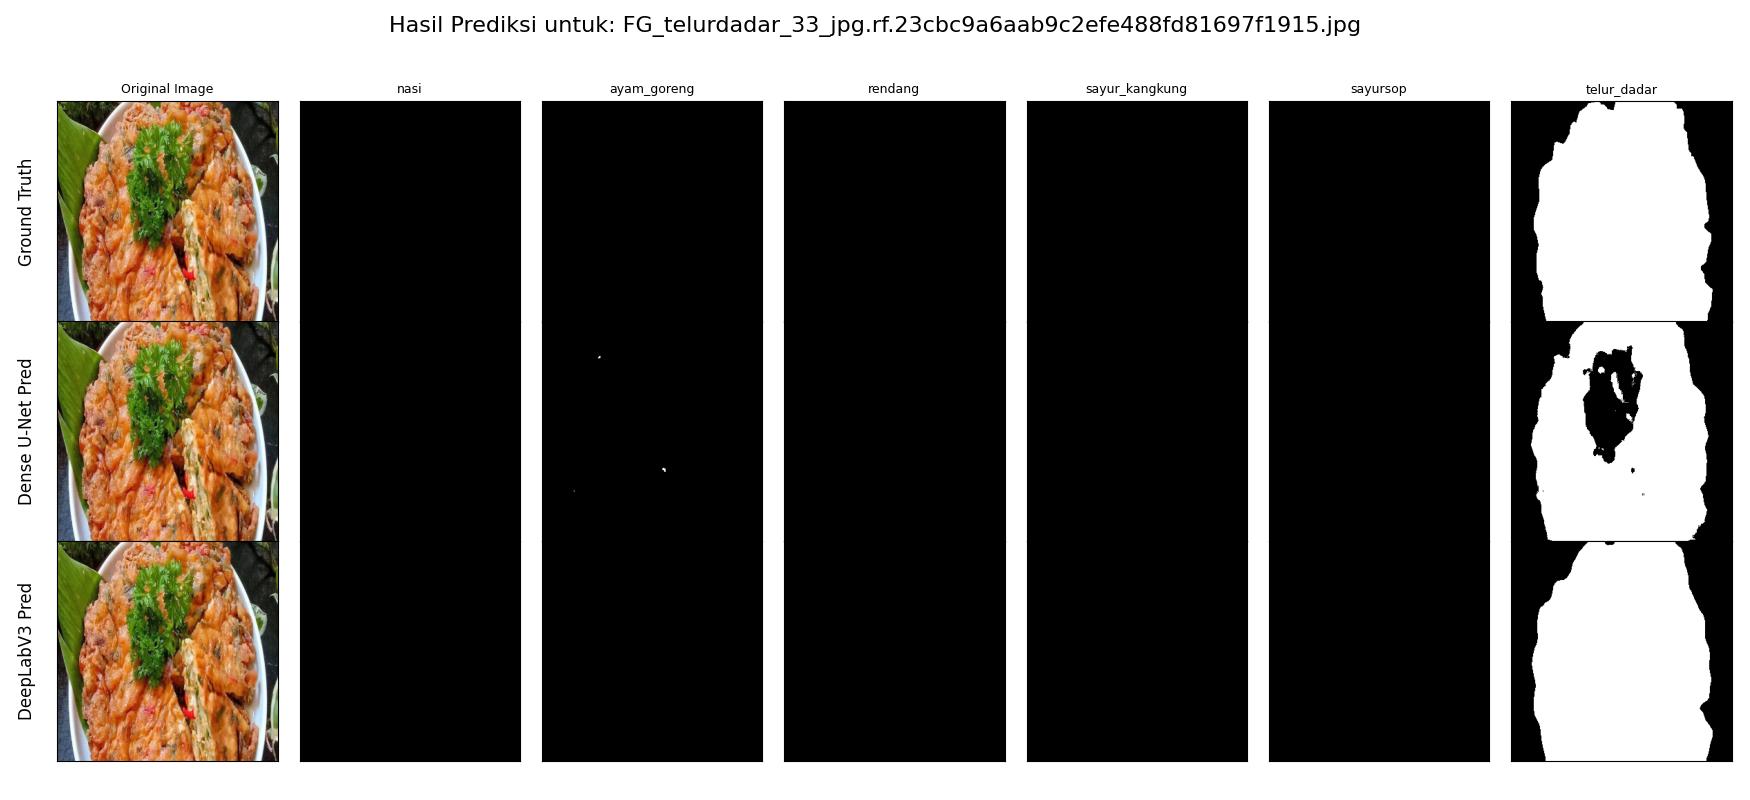 Hasil Prediksi untuk: FG_telurdadar_33_jpg.rf.23cbc9a6aab9c2efe488fd81697f1915.jpg
Original Image
nasi
ayam_goreng
rendang
sayur_kangkung
sayursop
telur_dadar
Ground Truth
Dense U-Net Pred
DeepLabV3 Pred